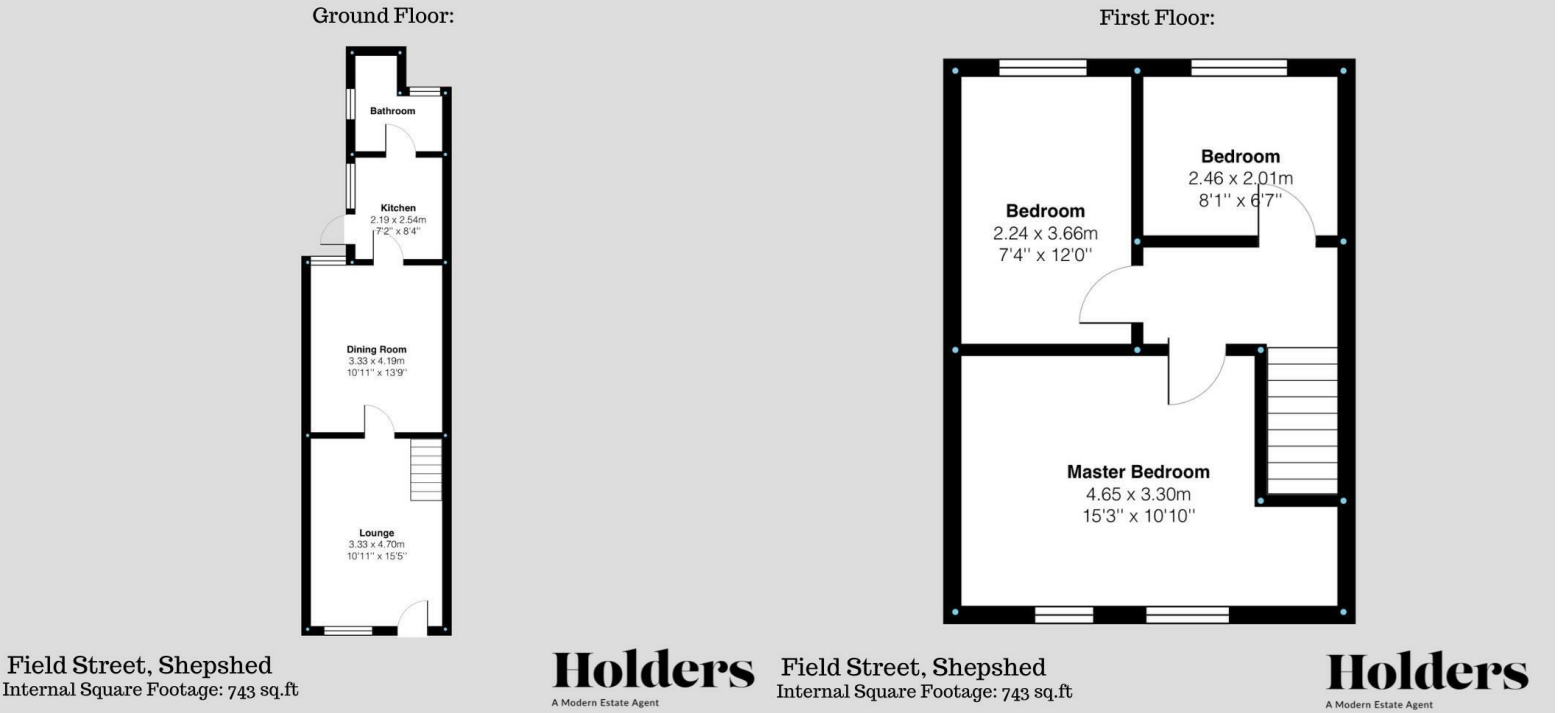 Ground Floor:
Bathroom
Kitchen
2.19 x 2.54m
7'2'' x 8'4''
Dining Room
3.33 x 4.19m
10'11'' x 13'9''
Lounge
3.33 x 4.70m
10'11'' x 15'5''
Field Street, Shepshed
Internal Square Footage: 743 sq.ft
Holders
A Modern Estate Agent
First Floor:
Bedroom
2.46 x 2.01m
8'1'' x 6'7''
Bedroom
2.24 x 3.66m
7'4'' x 12'0''
Master Bedroom
4.65 x 3.30m
15'3'' x 10'10''
Field Street, Shepshed
Internal Square Footage: 743 sq.ft
Holders
A Modern Estate Agent